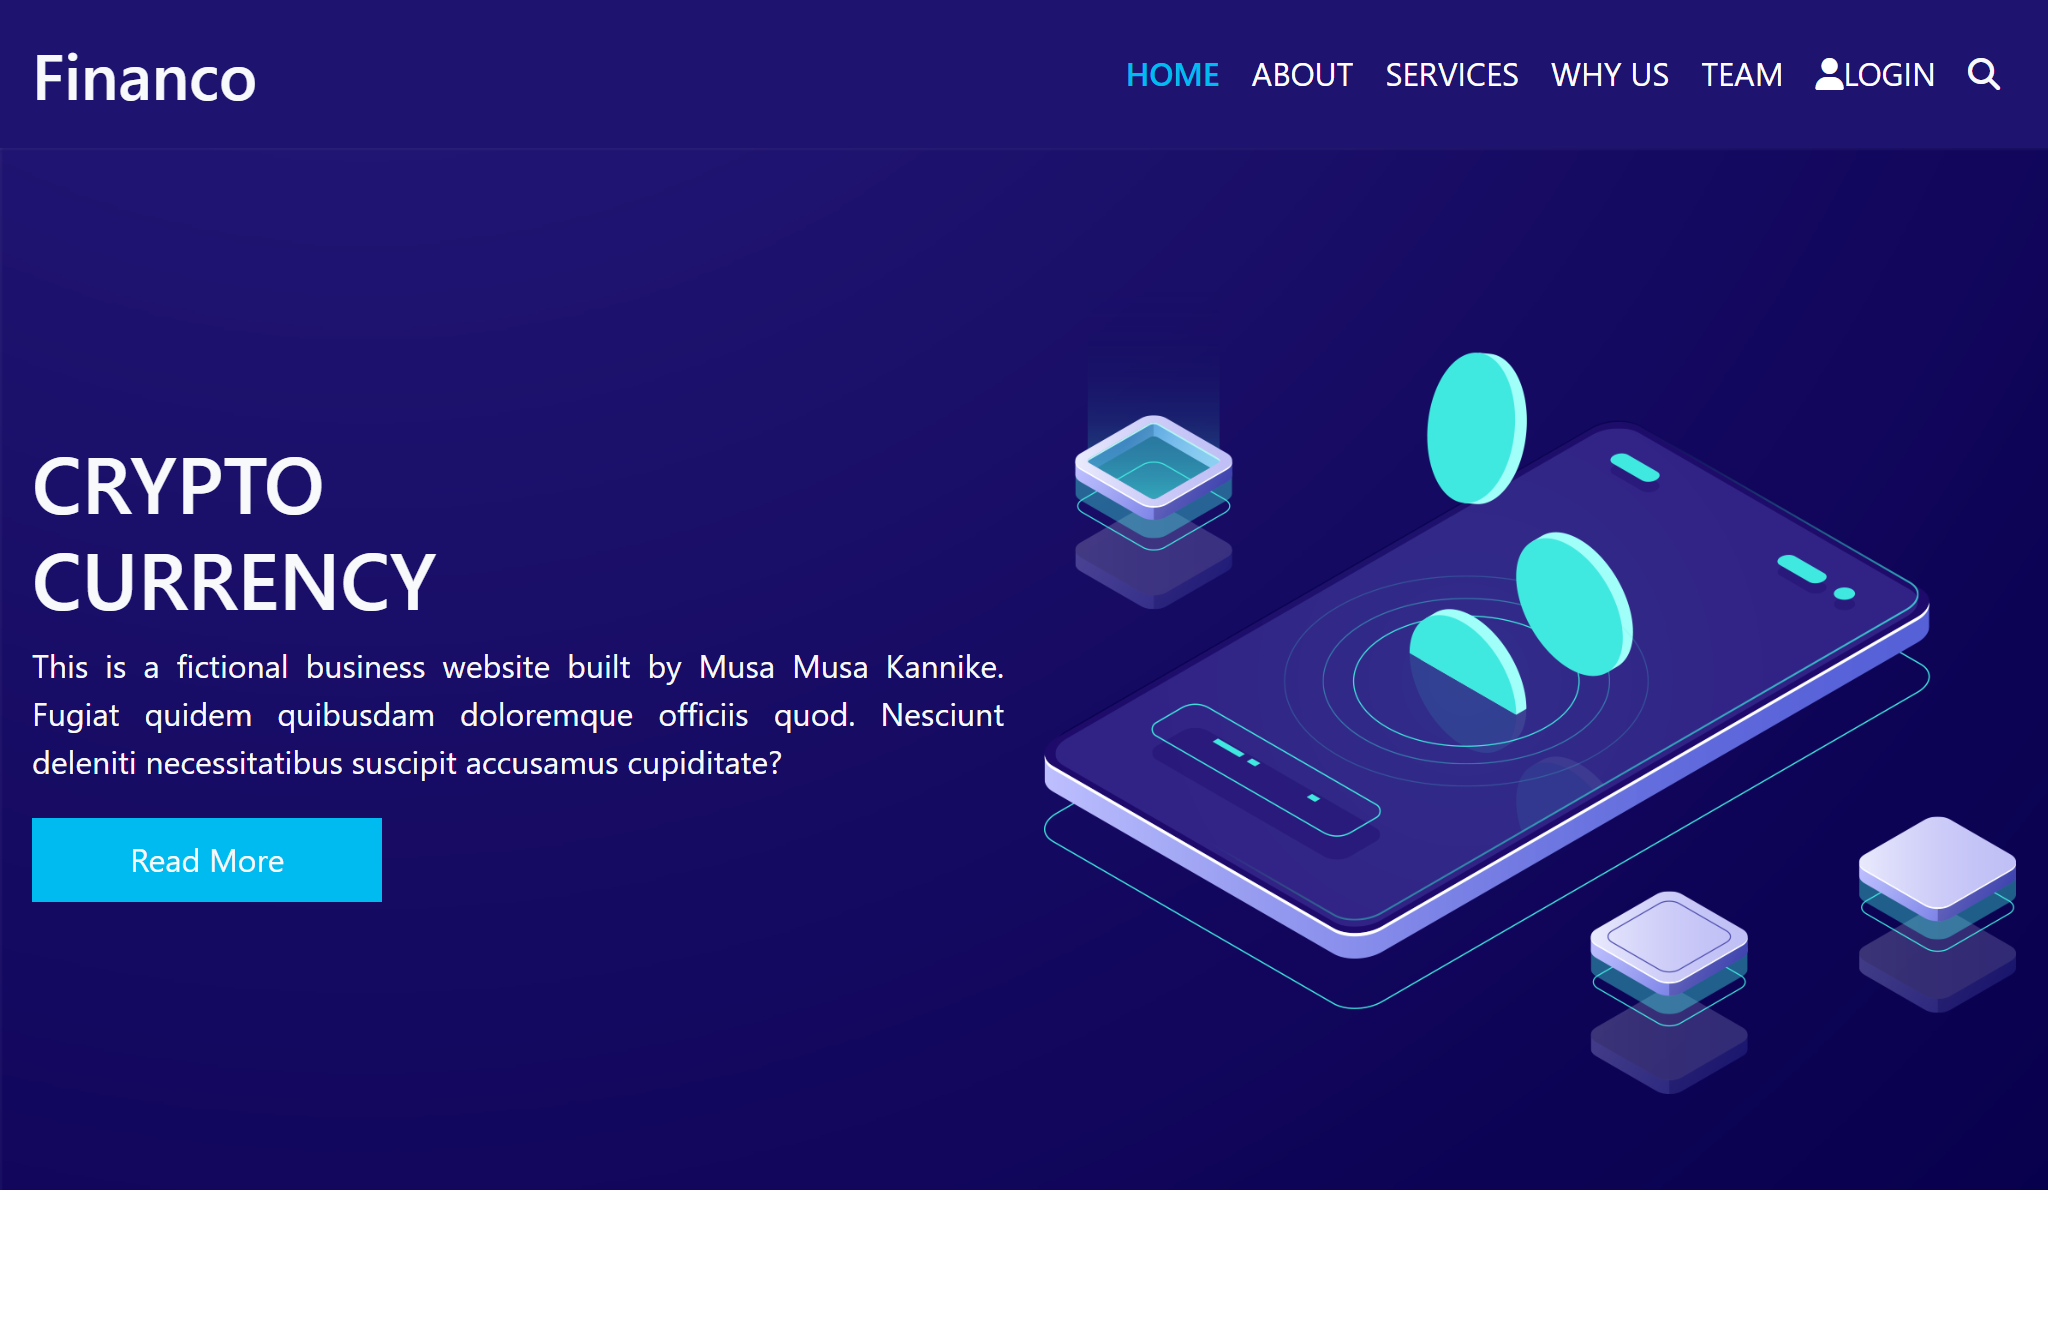 Financo
HOME ABOUT SERVICES WHY US TEAM LOGIN
CRYPTO
CURRENCY
This is a fictional business website built by Musa Musa Kannike.
Fugiat quidem quibusdam doloremque officiis quod. Nesciunt
deleniti necessitatibus suscipit accusamus cupiditate?
Read More